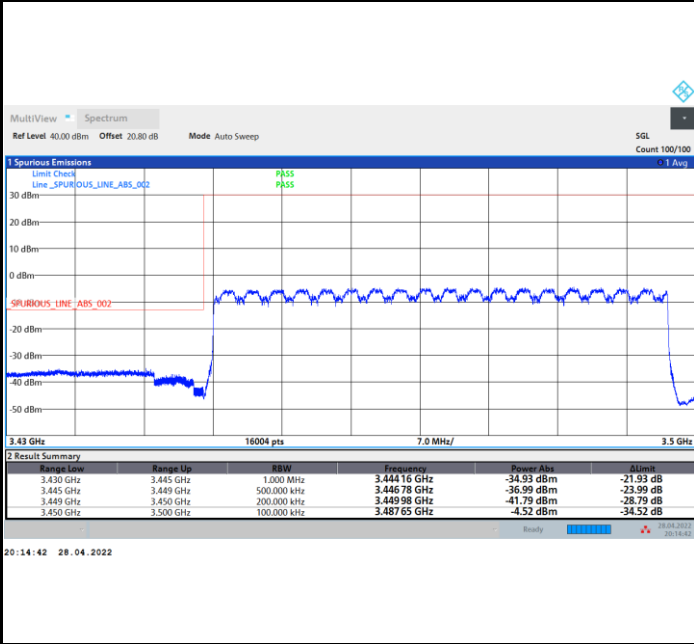 MultiView Spectrum
Ref Level 40.00 dBm Offset 20.80 dB Mode Auto Sweep SGL
Count 100/100
1 Spurious Emissions 1 Avg
Limit Check PASS
Line _SPURIOUS_LINE_ABS_002 PASS
30 dBm
20 dBm
10 dBm
0 dBm
_SPURIOUS_LINE_ABS_002
-20 dBm
-30 dBm
-40 dBm
-50 dBm
3.43 GHz 16004 pts 7.0 MHz/ 3.5 GHz
2 Result Summary
Range Low Range Up RBW Frequency Power Abs ΔLimit
3.430 GHz 3.445 GHz 1.000 MHz 3.444 16 GHz -34.93 dBm -21.93 dB
3.445 GHz 3.449 GHz 500.000 kHz 3.446 78 GHz -36.99 dBm -23.99 dB
3.449 GHz 3.450 GHz 200.000 kHz 3.449 98 GHz -41.79 dBm -28.79 dB
3.450 GHz 3.500 GHz 100.000 kHz 3.487 65 GHz -4.52 dBm -34.52 dB
Ready 28.04.2022
20:14:42
20:14:42 28.04.2022